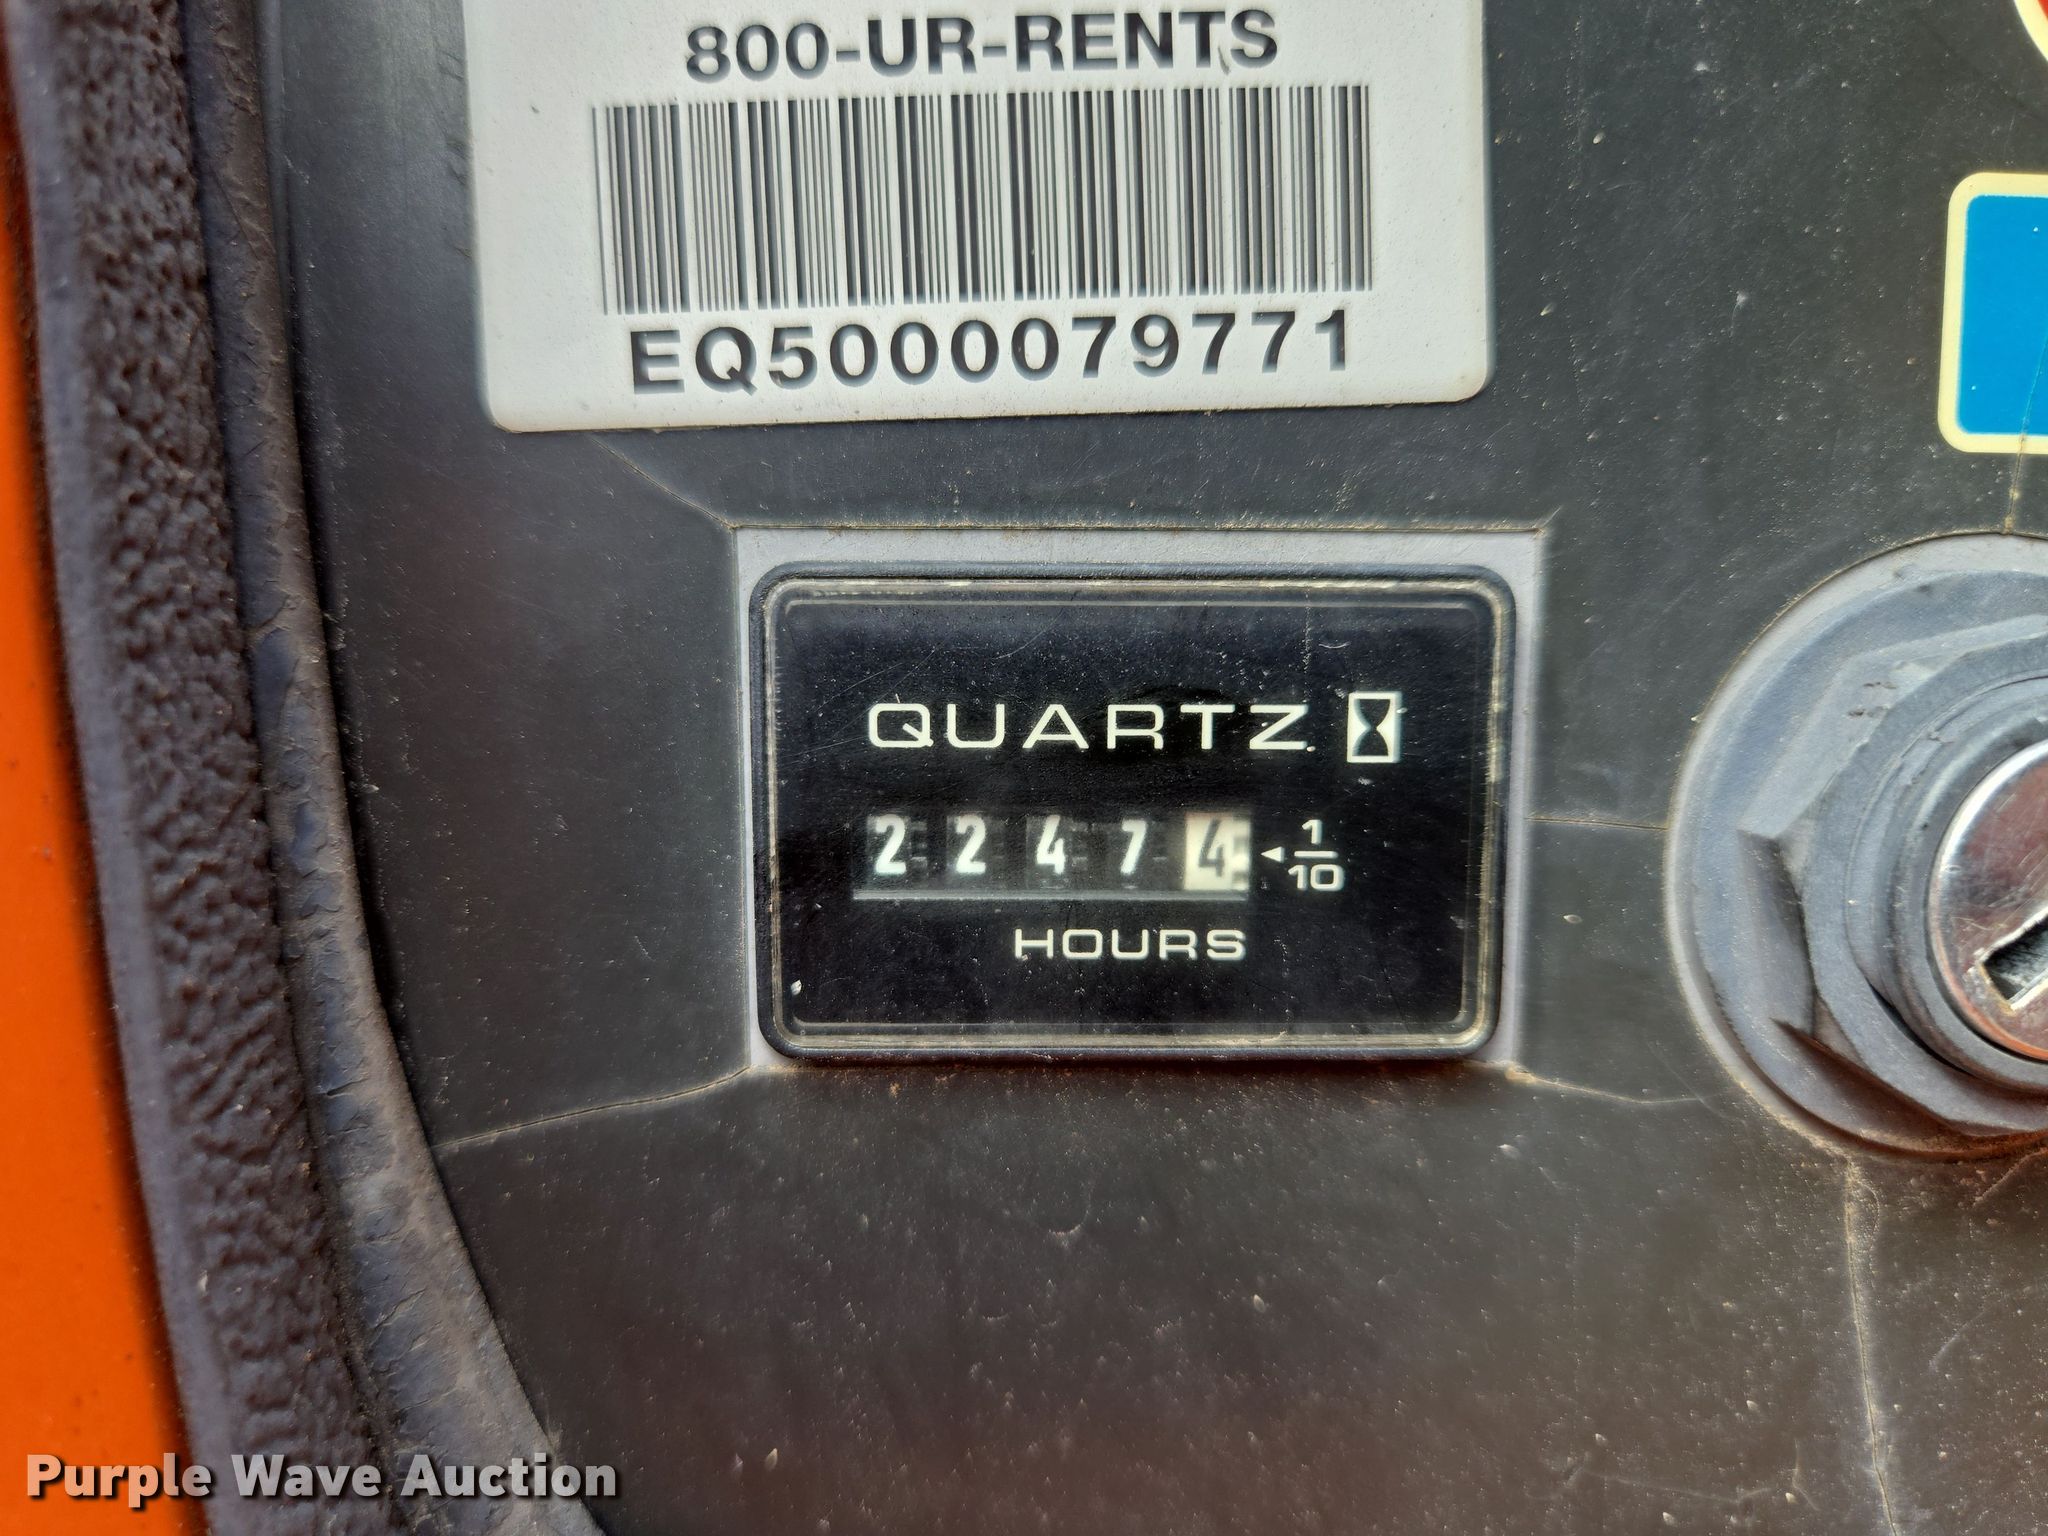 800-UR-RENTS
EQ5000079771
QUARTZ
2 2 4 7 4 1/10
HOURS
Purple Wave Auction